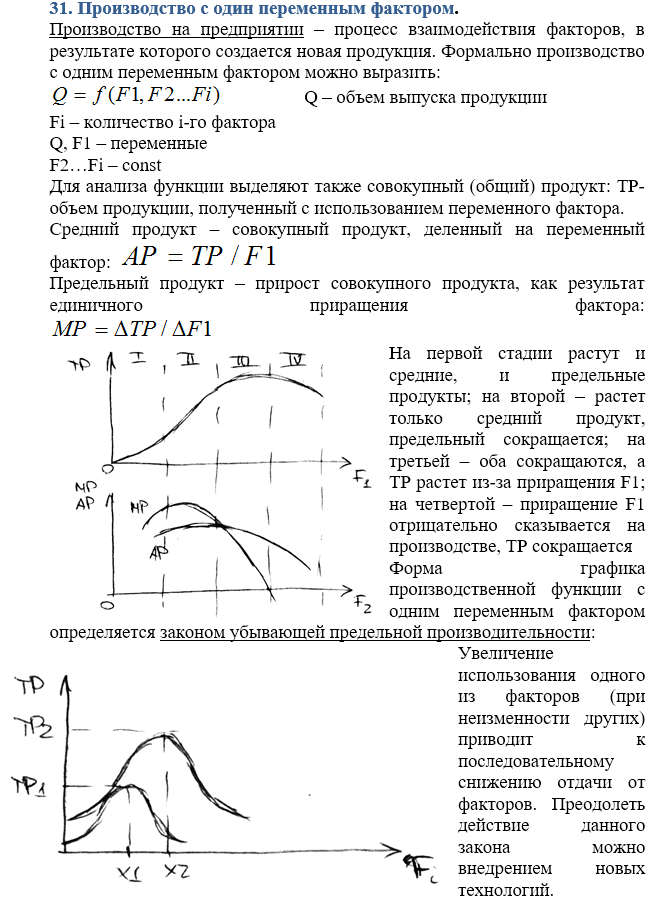 31. Производство с один переменным фактором.
Производство на предприятии – процесс взаимодействия факторов, в
результате которого создается новая продукция. Формально производство
с одним переменным фактором можно выразить:
Q = f(F1, F2...Fi) Q – объем выпуска продукции
Fi – количество i-го фактора
Q, F1 – переменные
F2…Fi – const
Для анализа функции выделяют также совокупный (общий) продукт: TP-
объем продукции, полученный с использованием переменного фактора.
Средний продукт – совокупный продукт, деленный на переменный
фактор: AP = TP / F1
Предельный продукт – прирост совокупного продукта, как результат
единичного приращения фактора:
MP = ΔTP / ΔF1
TP I II III IV
0 F1
MP
AP
MP
AP
0 F2
На первой стадии растут и
средние, и предельные
продукты; на второй – растет
только средний продукт,
предельный сокращается; на
третьей – оба сокращаются, а
TP растет из-за приращения F1;
на четвертой – приращение F1
отрицательно сказывается на
производстве, TP сокращается
Форма графика
производственной функции с
одним переменным фактором
определяется законом убывающей предельной производительности:
TP
TP2
TP1
X1 X2
Увеличение
использования одного
из факторов (при
неизменности других)
приводит к
последовательному
снижению отдачи от
факторов. Преодолеть
действие данного
закона можно
внедрением новых
технологий.